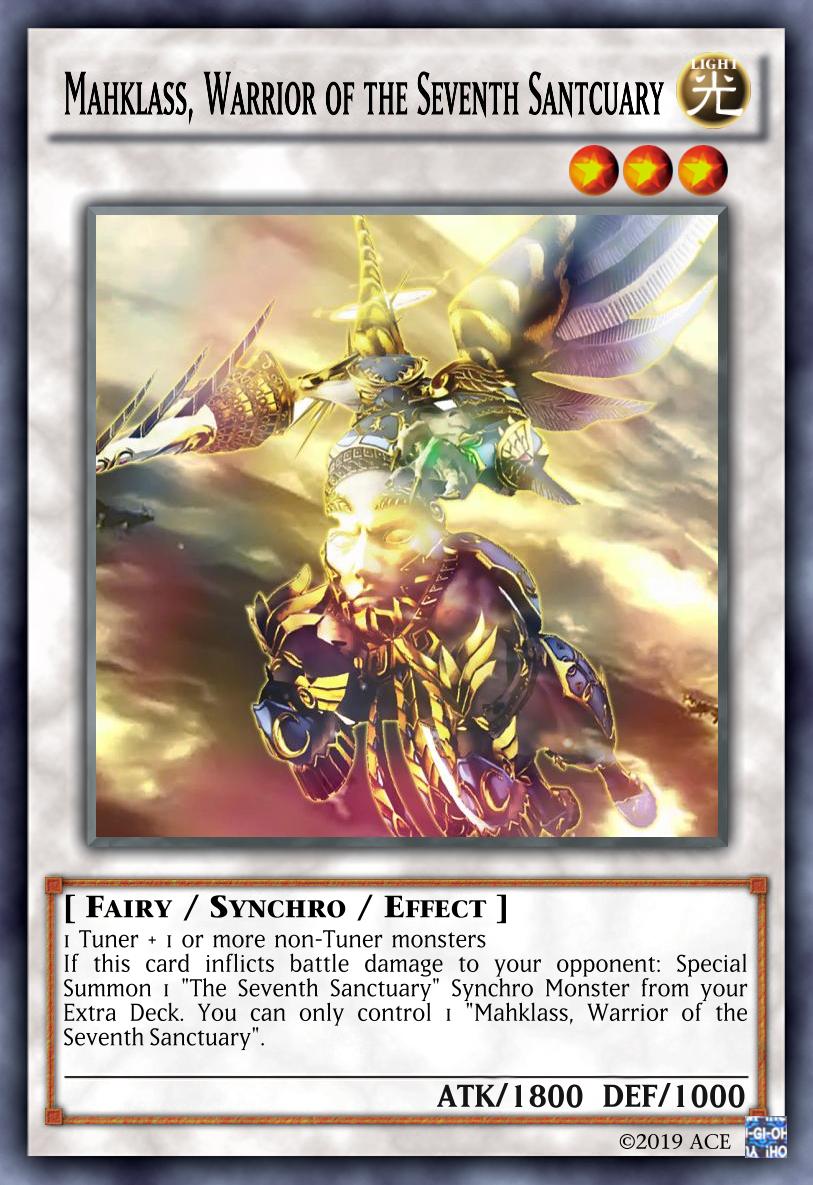 Mahklass, Warrior of the Seventh Santcuary
LIGHT
光
[ Fairy / Synchro / Effect ]
1 Tuner + 1 or more non-Tuner monsters
If this card inflicts battle damage to your opponent: Special
Summon 1 "The Seventh Sanctuary" Synchro Monster from your
Extra Deck. You can only control 1 "Mahklass, Warrior of the
Seventh Sanctuary".
ATK/1800 DEF/1000
©2019 ACE
-GI-OH